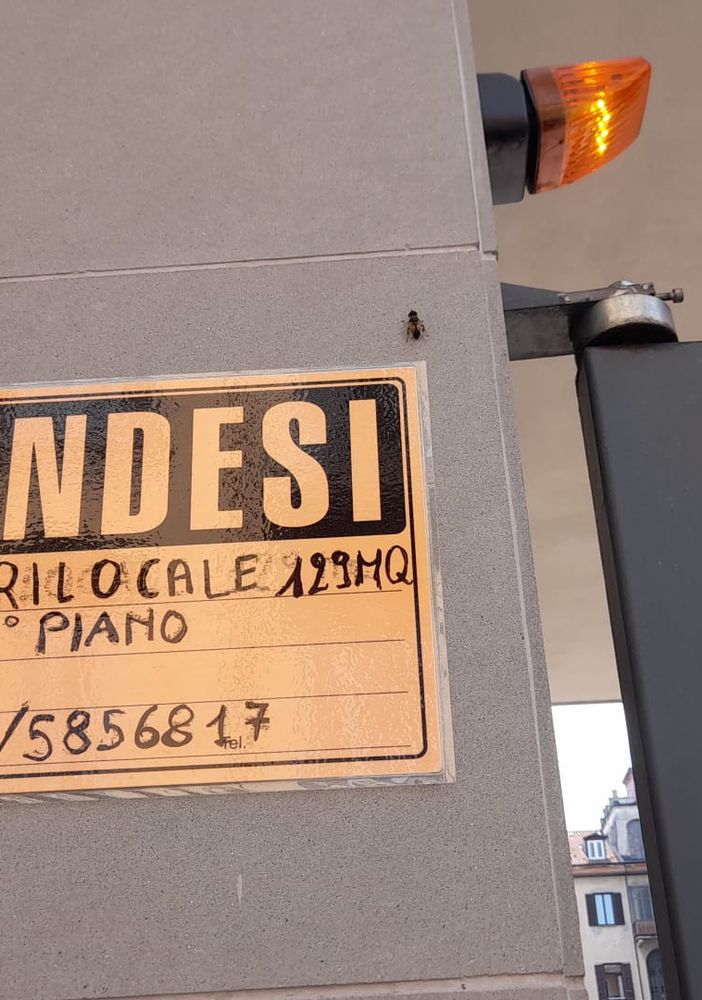 NDESI
RILOCALE 129MQ
° PIANO
/5856817
Tel.